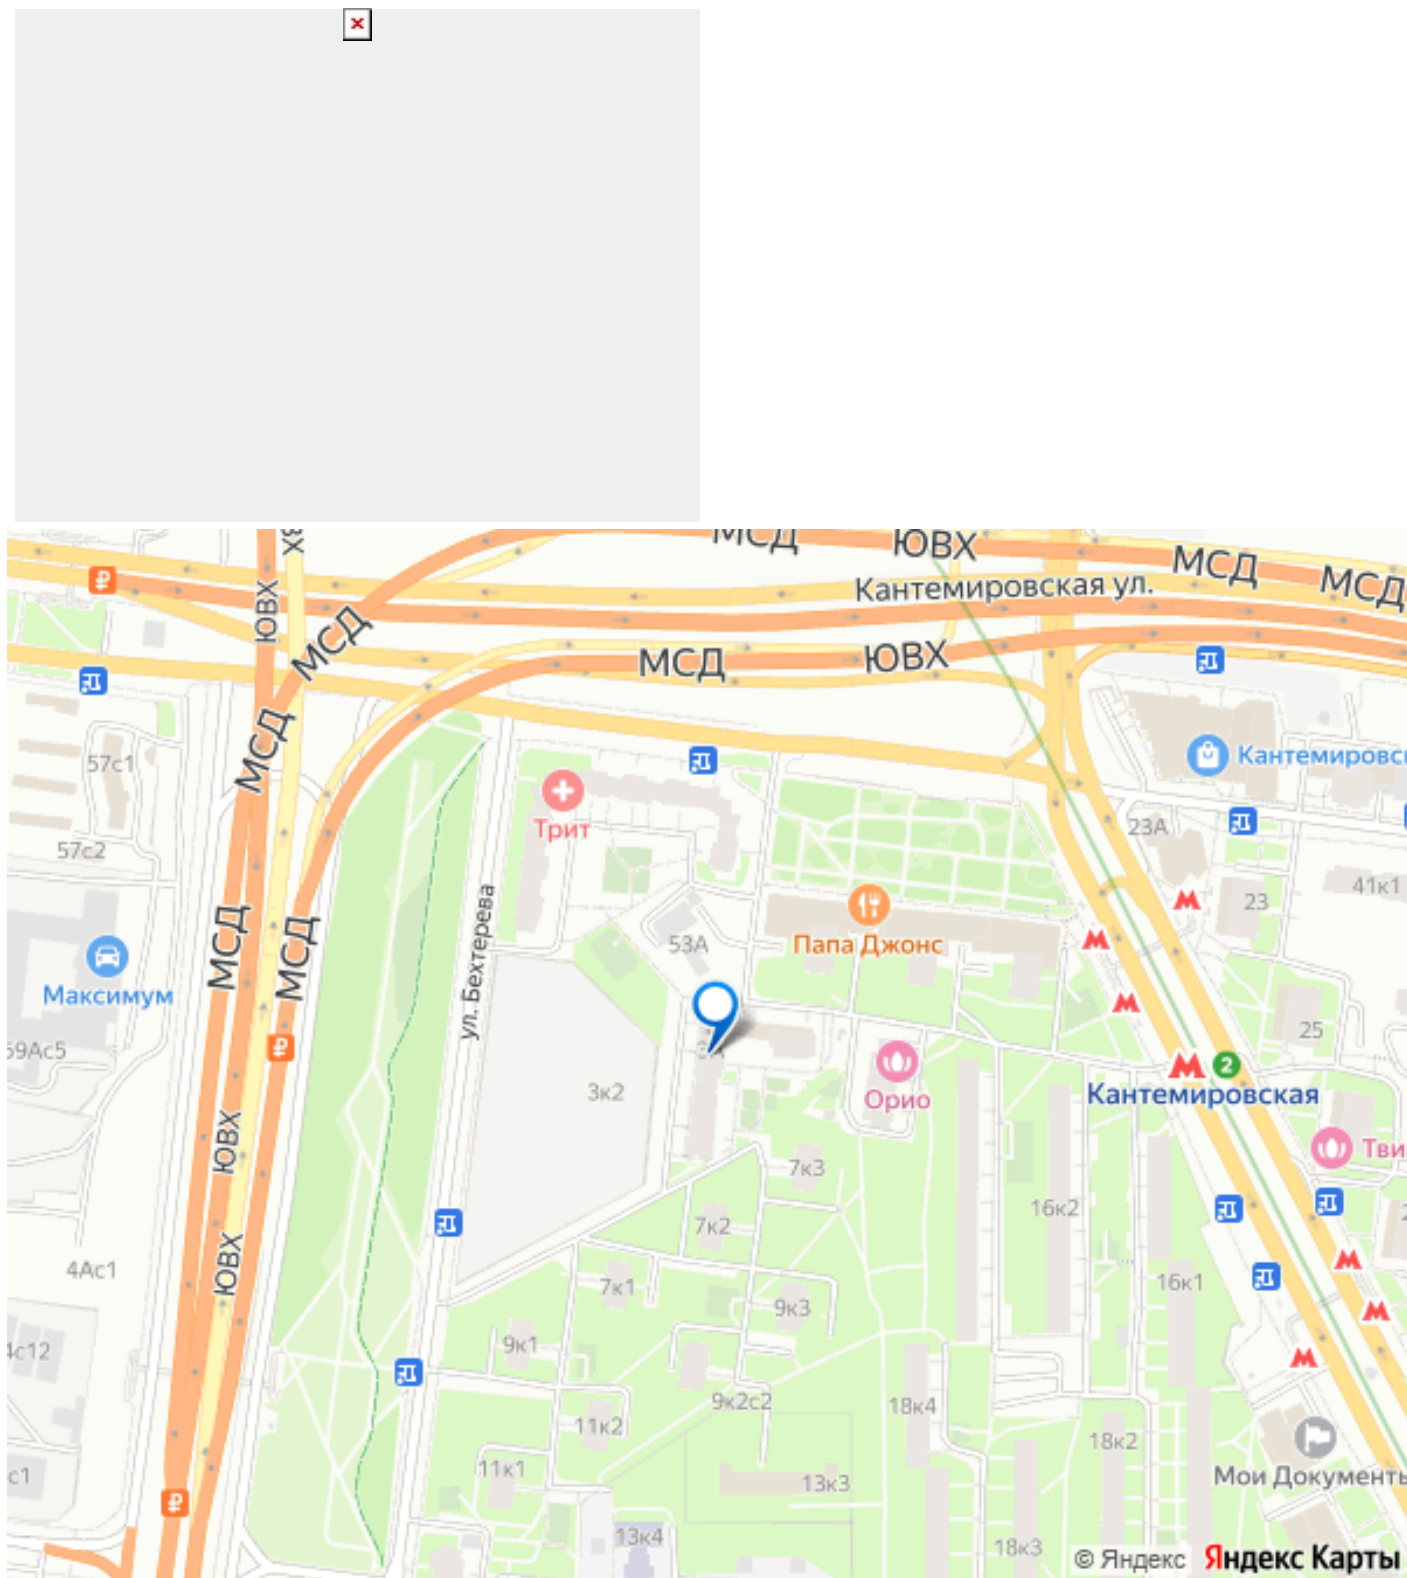 МСД
ЮВХ
МСД
МСД
Кантемировская ул.
ЮВХ
МСД
МСД
ЮВХ
МСД
57с1
Трит
23А
57с2
41к1
23
ул. Бехтерева
Папа Джонс
53А
МСД
МСД
Максимум
25
3к2
Орио
2
Кантемировская
ЮВХ
7к3
16к2
7к2
4Ас1
ЮВХ
7к1
16к1
9к3
9к1
9к2с2
18к4
11к2
18к2
11к1
13к3
Мои Документы
13к4
18к3
© Яндекс
Яндекс Карты